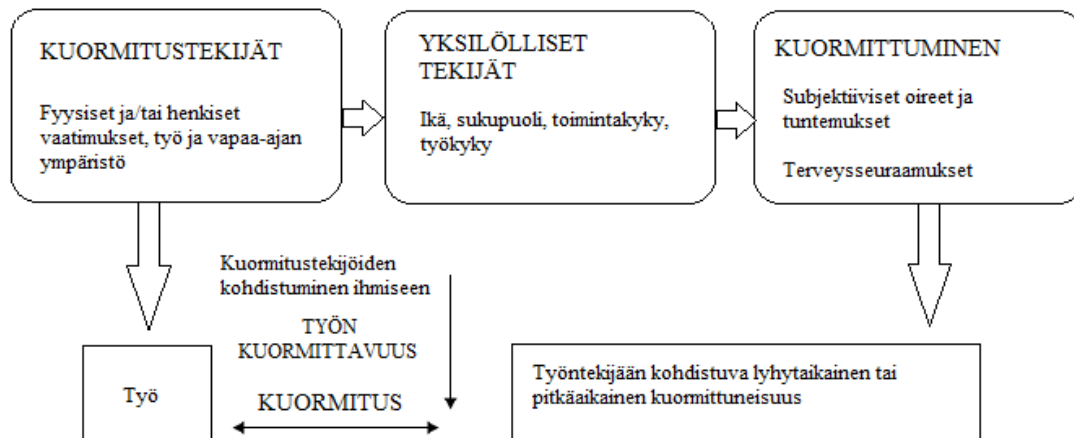 KUORMITUSTEKIJÄT
Fyysiset ja/tai henkiset
vaatimukset, työ ja vapaa-ajan
ympäristö
YKSILÖLLISET
TEKIJÄT
Ikä, sukupuoli, toimintakyky,
työkyky
KUORMITTUMINEN
Subjektiiviset oireet ja
tuntemukset
Terveysseuraamukset
Kuormitustekijöiden
kohdistuminen ihmiseen
TYÖN
KUORMITTAVUUS
KUORMITUS
Työ
Työntekijään kohdistuva lyhytaikainen tai
pitkäaikainen kuormittuneisuus